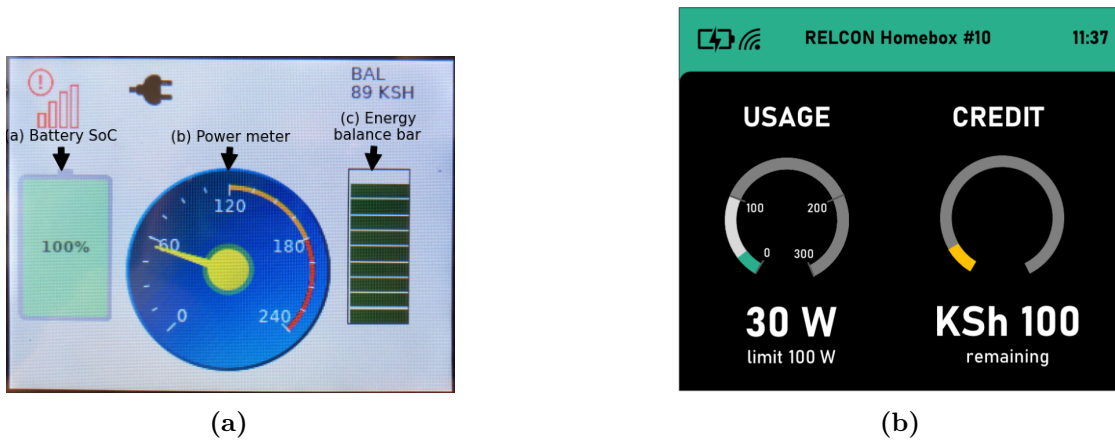 BAL
89 KSH
(a) Battery SoC
(b) Power meter
(c) Energy
balance bar
100%
0
60
120
180
240
(a)
RELCON Homebox #10
11:37
USAGE
CREDIT
0
100
200
300
30 W
limit 100 W
KSh 100
remaining
(b)